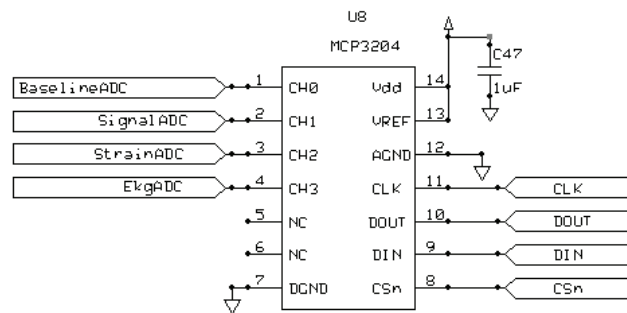 U8
MCP3204
C47
1uF
BaselineADC 1 CH0 Vdd 14
SignalADC 2 CH1 VREF 13
StrainADC 3 CH2 AGND 12
EkgADC 4 CH3 CLK 11 CLK
5 NC DOUT 10 DOUT
6 NC DIN 9 DIN
7 DGND CSn 8 CSn